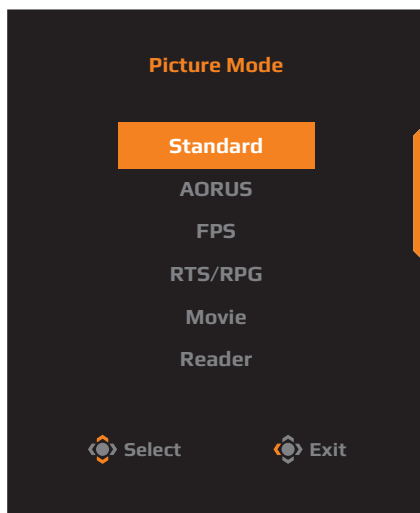 Picture Mode
Standard
AORUS
FPS
RTS/RPG
Movie
Reader
Select Exit